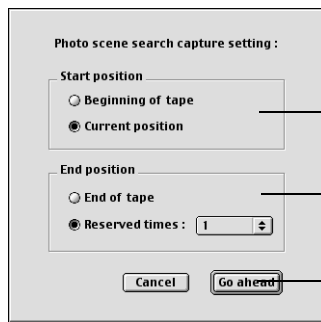 Photo scene search capture setting :
Start position
Beginning of tape
Current position
End position
End of tape
Reserved times : 1
Cancel Go ahead